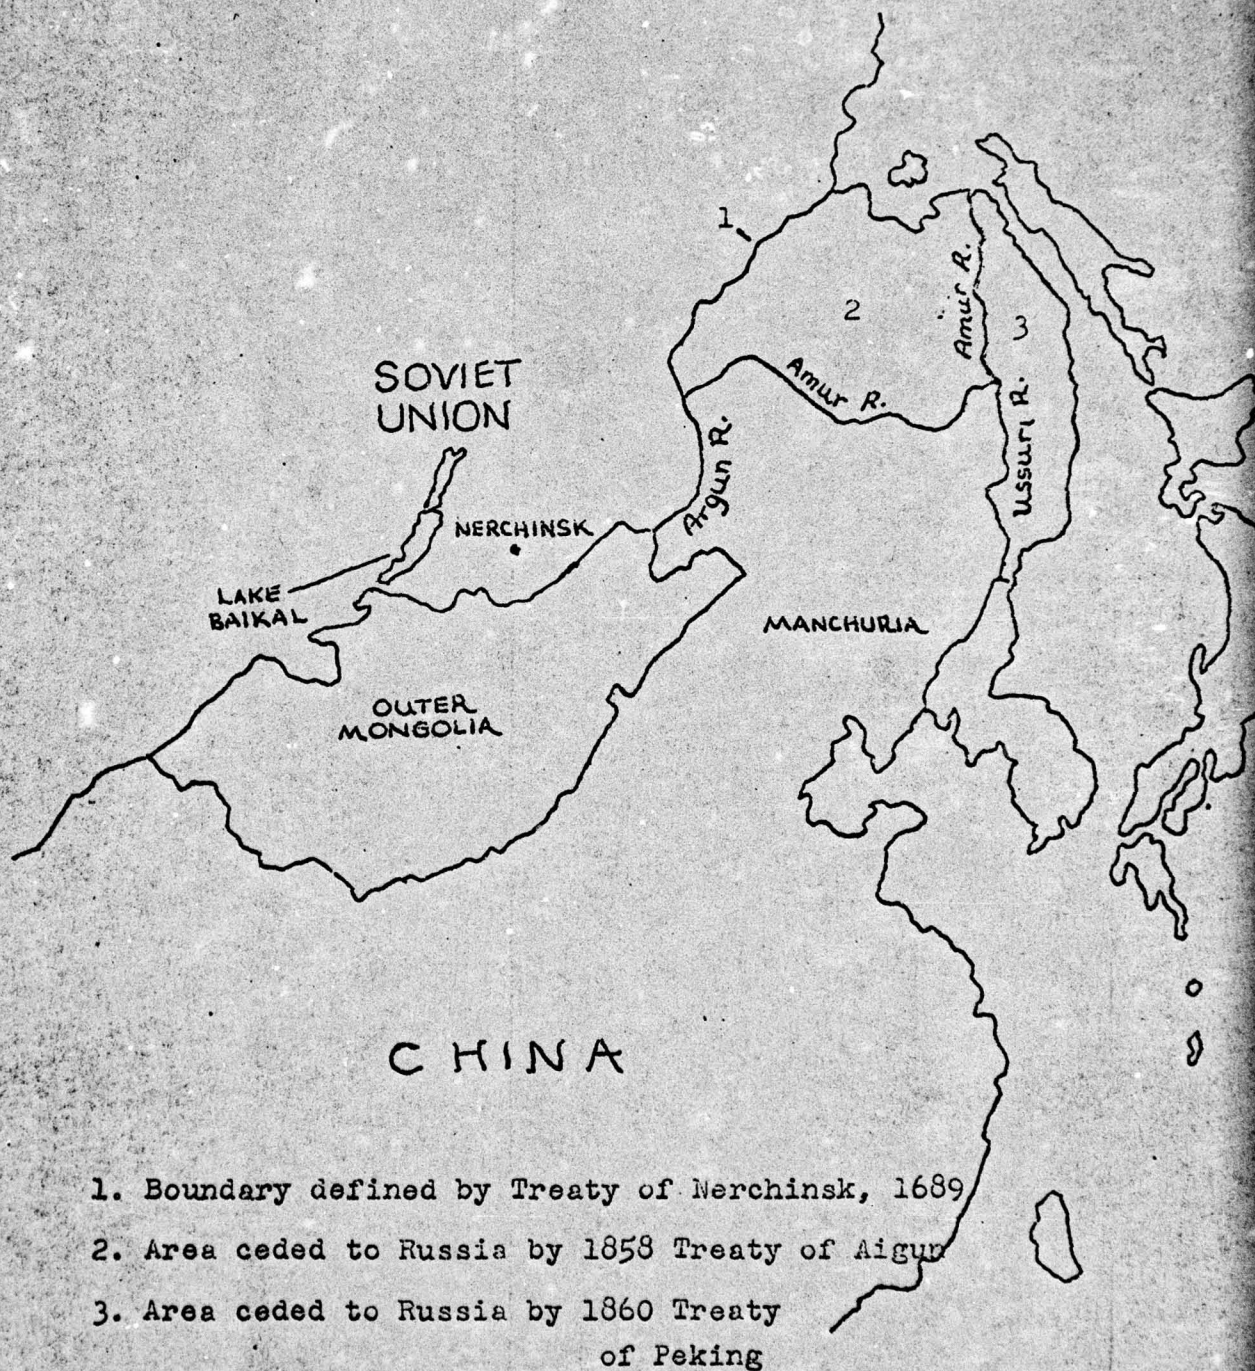 1
2
Amur R.
3
SOVIET
UNION
Amur R.
Ussuri R.
Argun R.
NERCHINSK
LAKE
BAIKAL
MANCHURIA
OUTER
MONGOLIA
CHINA
1. Boundary defined by Treaty of Nerchinsk, 1689
2. Area ceded to Russia by 1858 Treaty of Aigun
3. Area ceded to Russia by 1860 Treaty
of Peking